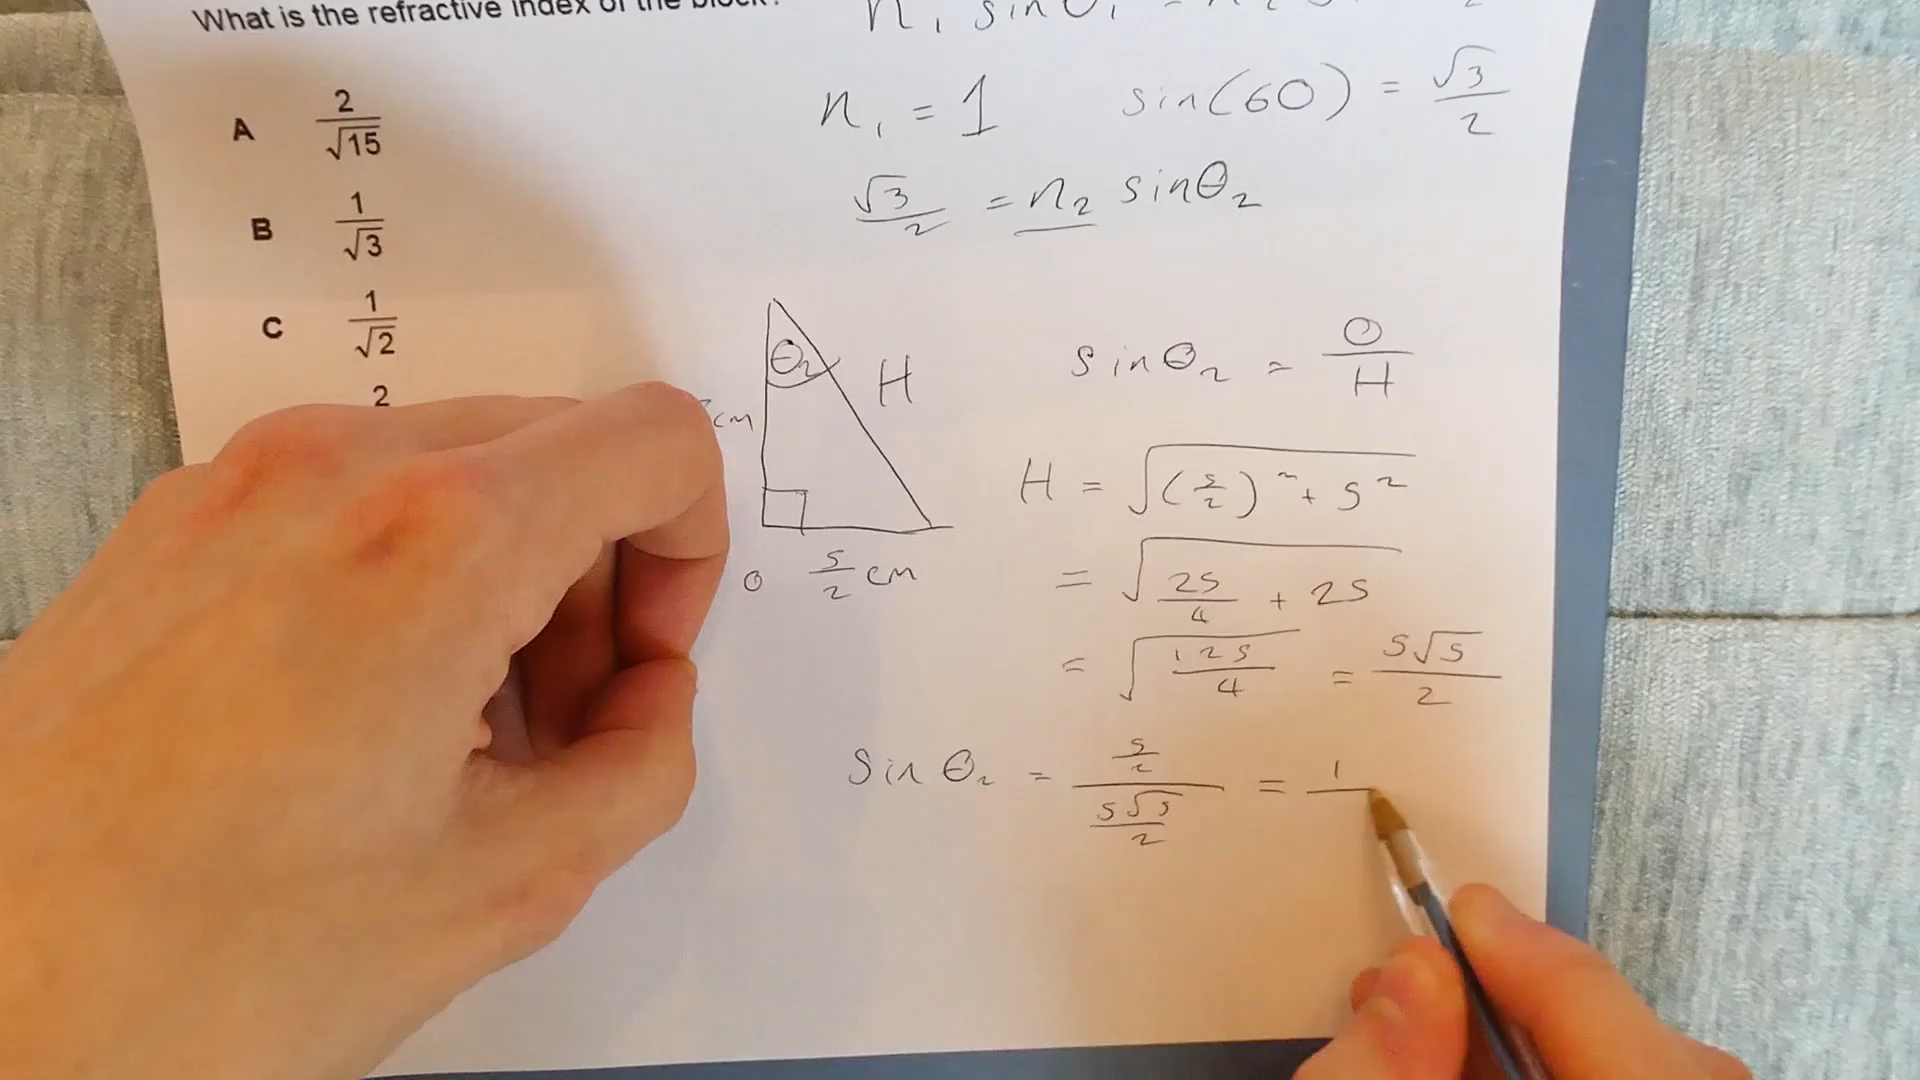 What is the refractive index of the block?
A 2/√15
B 1/√3
C 1/√2
2
n₁ sinθ₁ =
n₁ = 1 sin(60) = √3/2
√3/2 = n₂ sinθ₂
θ₂ H
cm
O 5/2 cm
sinθ₂ = O/H
H = √((5/2)² + 5²)
= √(25/4 + 25)
= √(125/4) = 5√5/2
sinθ₂ = (5/2)/(5√5/2) = 1